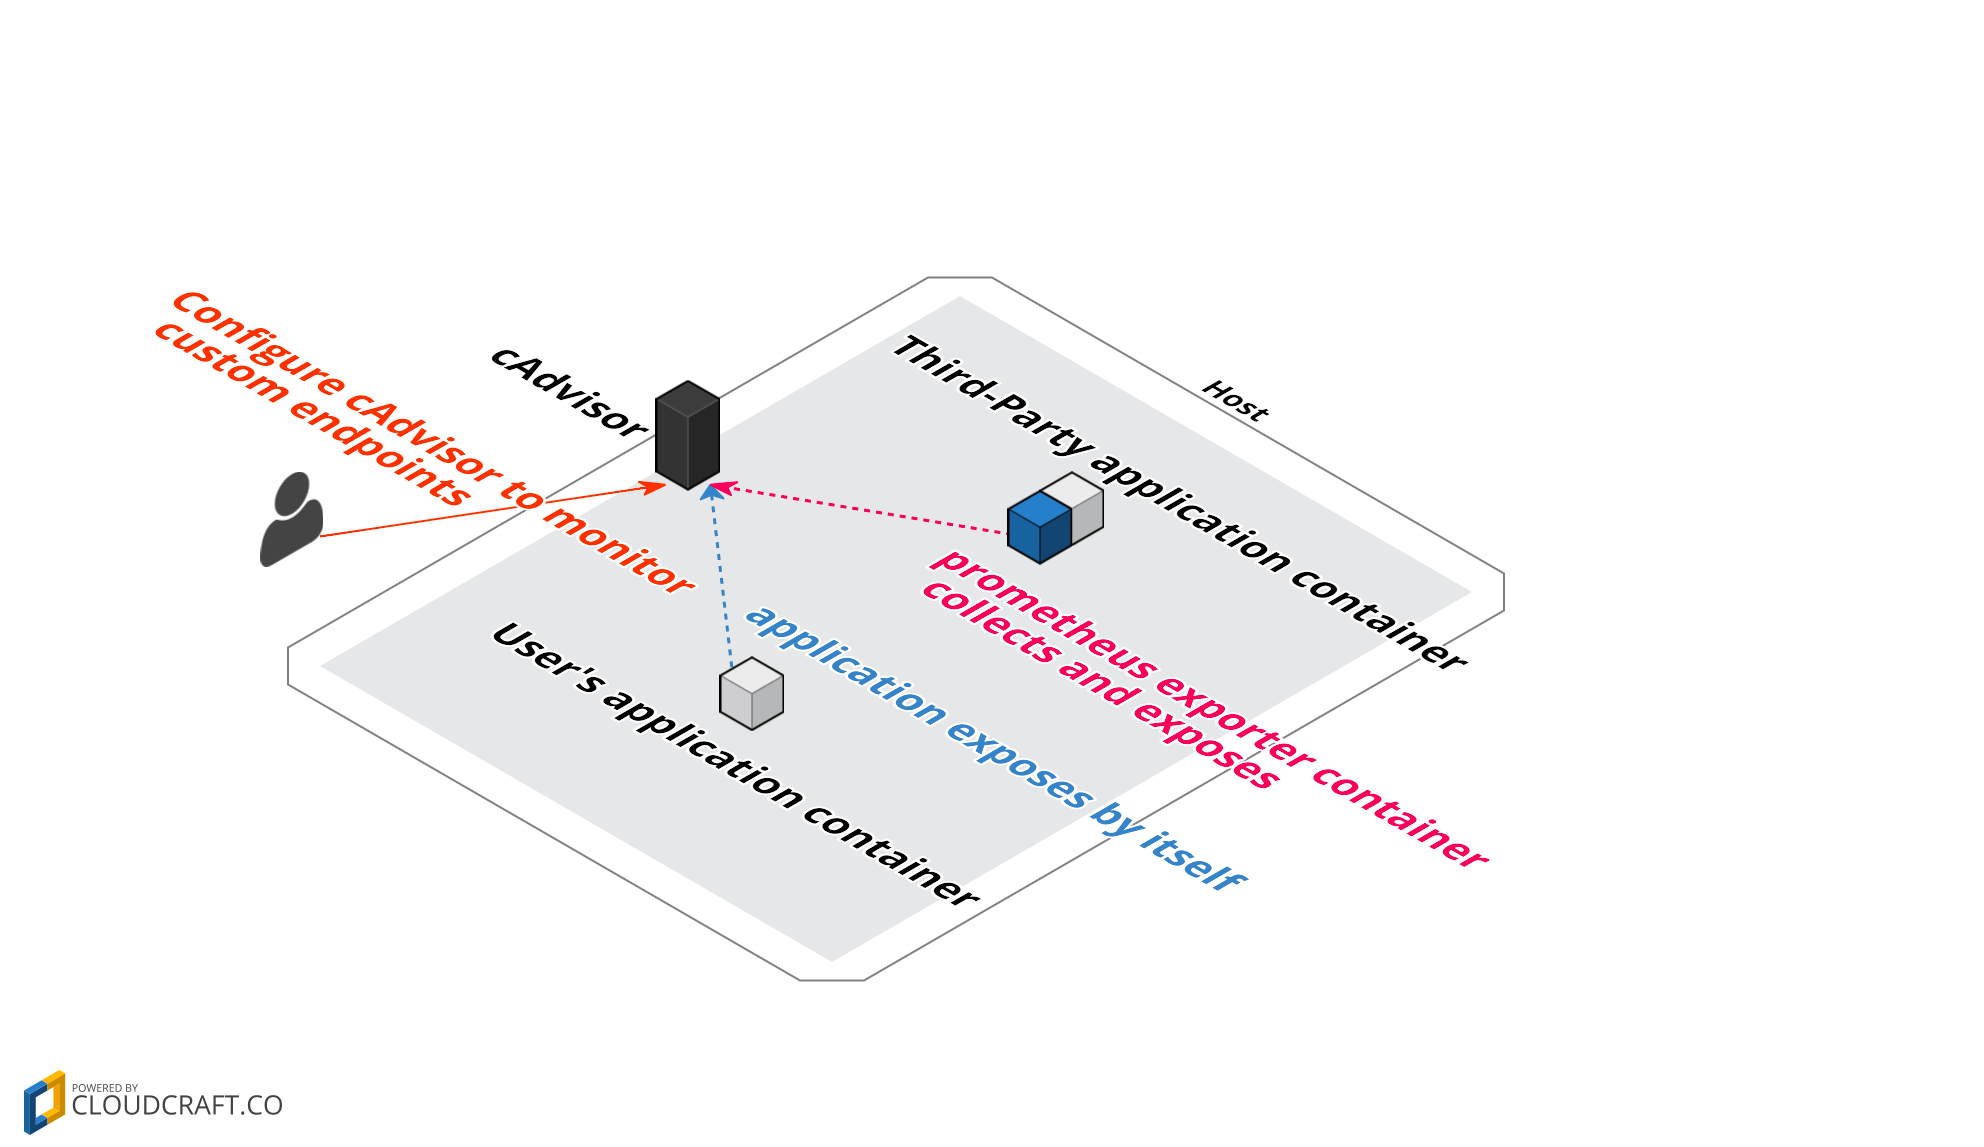 Configure cAdvisor to monitor
custom endpoints
cAdvisor
Third-Party application container
Host
prometheus exporter container
collects and exposes
application exposes by itself
User's application container
POWERED BY
CLOUDCRAFT.CO